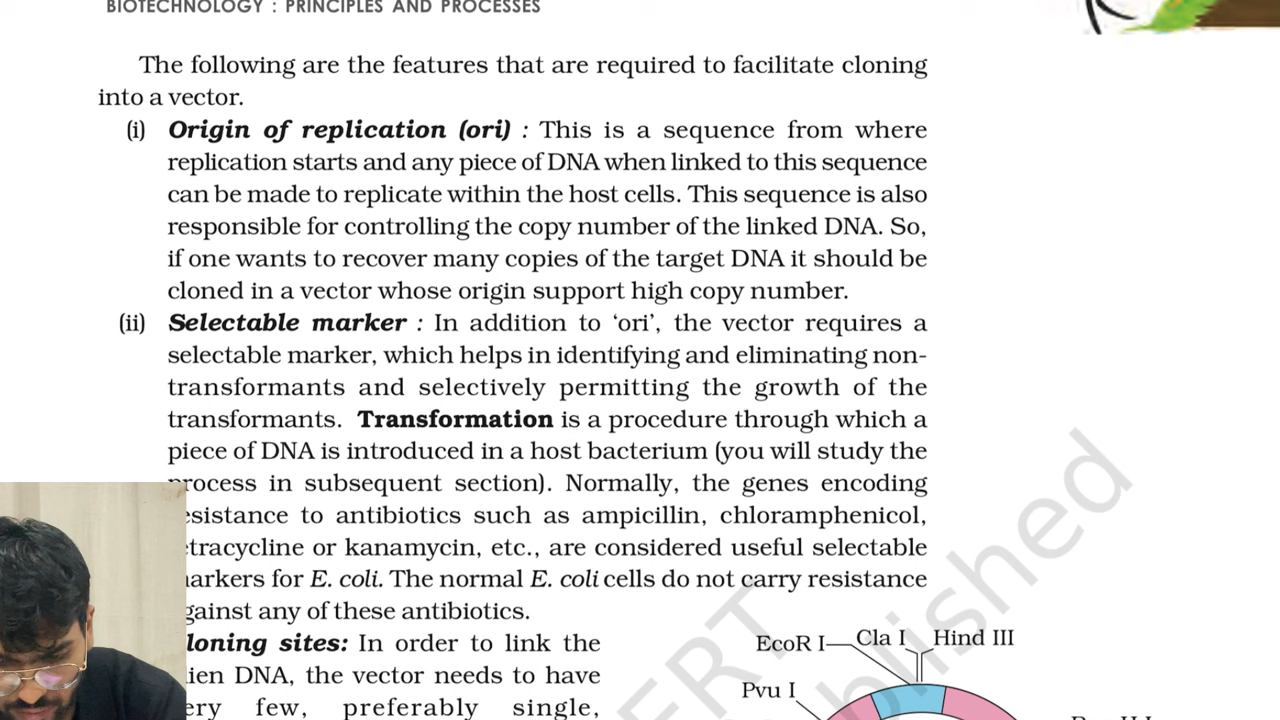 BIOTECHNOLOGY : PRINCIPLES AND PROCESSES
The following are the features that are required to facilitate cloning
into a vector.
(i) Origin of replication (ori) : This is a sequence from where
replication starts and any piece of DNA when linked to this sequence
can be made to replicate within the host cells. This sequence is also
responsible for controlling the copy number of the linked DNA. So,
if one wants to recover many copies of the target DNA it should be
cloned in a vector whose origin support high copy number.
(ii) Selectable marker : In addition to ‘ori’, the vector requires a
selectable marker, which helps in identifying and eliminating non-
transformants and selectively permitting the growth of the
transformants. Transformation is a procedure through which a
piece of DNA is introduced in a host bacterium (you will study the
process in subsequent section). Normally, the genes encoding
esistance to antibiotics such as ampicillin, chloramphenicol,
etracycline or kanamycin, etc., are considered useful selectable
arkers for E. coli. The normal E. coli cells do not carry resistance
gainst any of these antibiotics.
loning sites: In order to link the
ien DNA, the vector needs to have
ery few, preferably single,
EcoR I
Cla I
Hind III
Pvu I